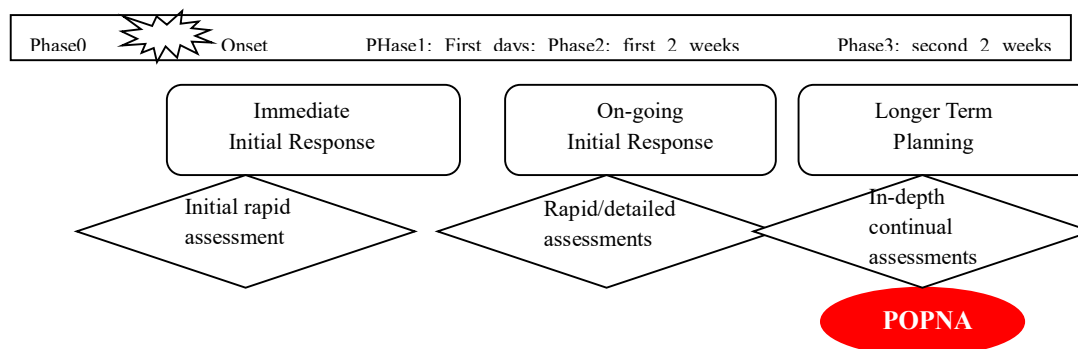 Phase0 Onset PHase1: First days: Phase2: first 2 weeks Phase3: second 2 weeks
Immediate
Initial Response
On-going
Initial Response
Longer Term
Planning
Initial rapid
assessment
Rapid/detailed
assessments
In-depth
continual
assessments
POPNA